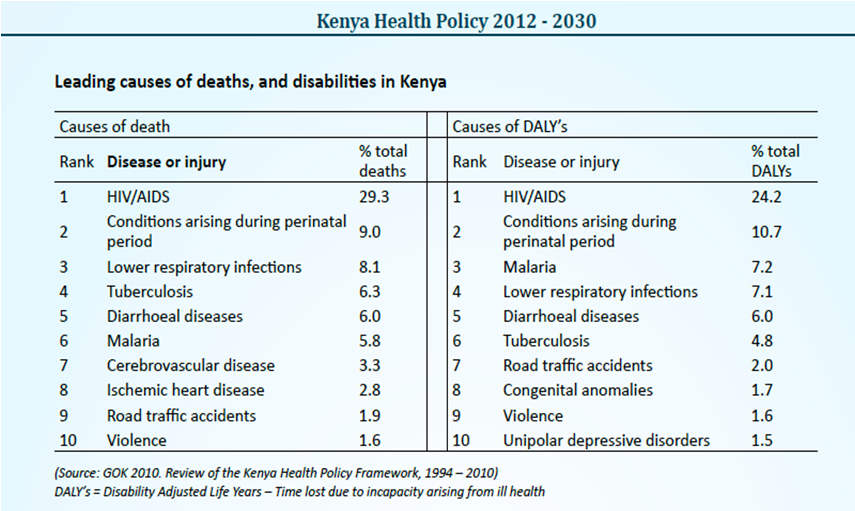 Kenya Health Policy 2012 - 2030
Leading causes of deaths, and disabilities in Kenya
Causes of death Causes of DALY's
Rank Disease or injury % total deaths Rank Disease or injury % total DALYs
1 HIV/AIDS 29.3 1 HIV/AIDS 24.2
2 Conditions arising during perinatal period 9.0 2 Conditions arising during perinatal period 10.7
3 Lower respiratory infections 8.1 3 Malaria 7.2
4 Tuberculosis 6.3 4 Lower respiratory infections 7.1
5 Diarrhoeal diseases 6.0 5 Diarrhoeal diseases 6.0
6 Malaria 5.8 6 Tuberculosis 4.8
7 Cerebrovascular disease 3.3 7 Road traffic accidents 2.0
8 Ischemic heart disease 2.8 8 Congenital anomalies 1.7
9 Road traffic accidents 1.9 9 Violence 1.6
10 Violence 1.6 10 Unipolar depressive disorders 1.5
(Source: GOK 2010. Review of the Kenya Health Policy Framework, 1994 – 2010)
DALY's = Disability Adjusted Life Years – Time lost due to incapacity arising from ill health